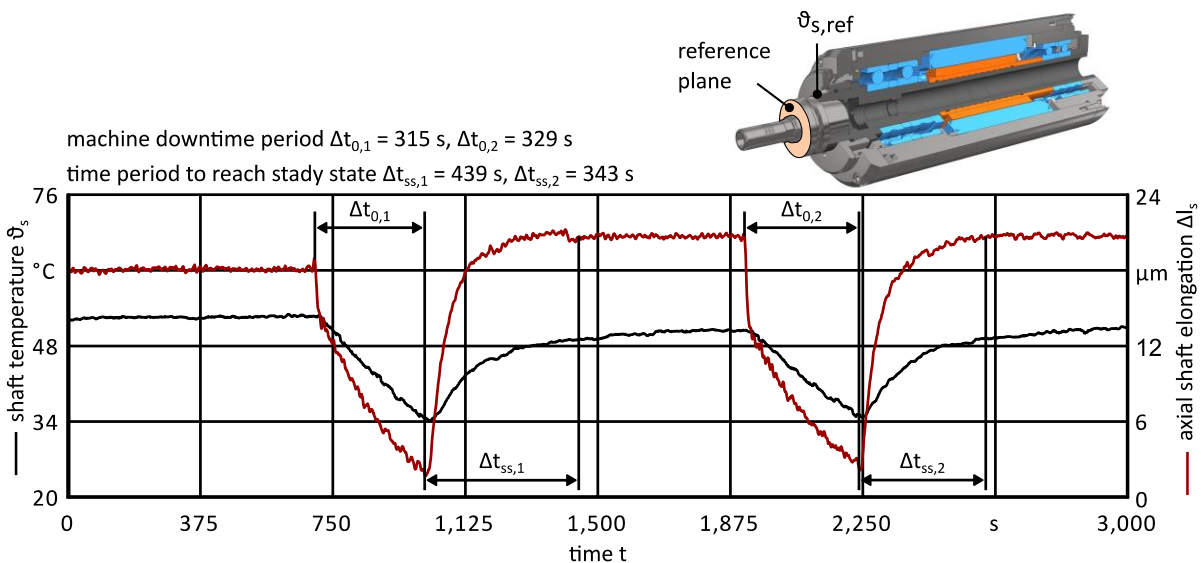 ϑs,ref
reference
plane
machine downtime period Δt0,1 = 315 s, Δt0,2 = 329 s
time period to reach stady state Δtss,1 = 439 s, Δtss,2 = 343 s
76
24
Δt0,1
Δt0,2
°C
µm
48
12
34
6
Δtss,1
Δtss,2
20
0
0
375
750
1,125
1,500
1,875
2,250
s
3,000
time t
shaft temperature ϑs
axial shaft elongation Δls